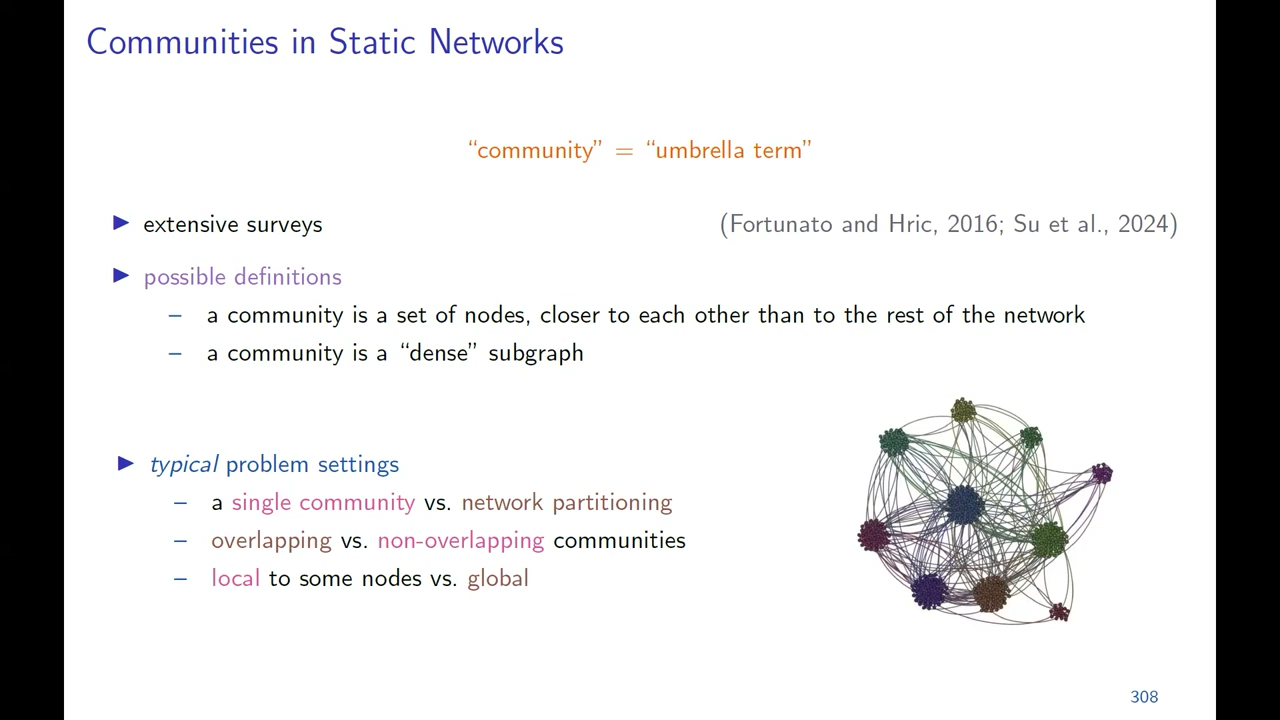 Communities in Static Networks
“community” = “umbrella term”
▶ extensive surveys (Fortunato and Hric, 2016; Su et al., 2024)
▶ possible definitions
– a community is a set of nodes, closer to each other than to the rest of the network
– a community is a “dense” subgraph
▶ typical problem settings
– a single community vs. network partitioning
– overlapping vs. non-overlapping communities
– local to some nodes vs. global
308